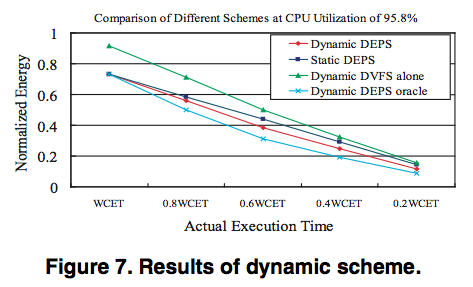 Comparison of Different Schemes at CPU Utilization of 95.8%
1
0.8
0.6
0.4
0.2
0
Normalized Energy
Dynamic DEPS
Static DEPS
Dynamic DVFS alone
Dynamic DEPS oracle
WCET 0.8WCET 0.6WCET 0.4WCET 0.2WCET
Actual Execution Time
Figure 7. Results of dynamic scheme.